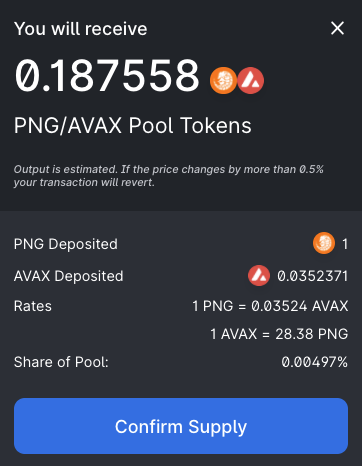 You will receive
0.187558
PNG/AVAX Pool Tokens
Output is estimated. If the price changes by more than 0.5%
your transaction will revert.
PNG Deposited 1
AVAX Deposited 0.0352371
Rates 1 PNG = 0.03524 AVAX
1 AVAX = 28.38 PNG
Share of Pool: 0.00497%
Confirm Supply